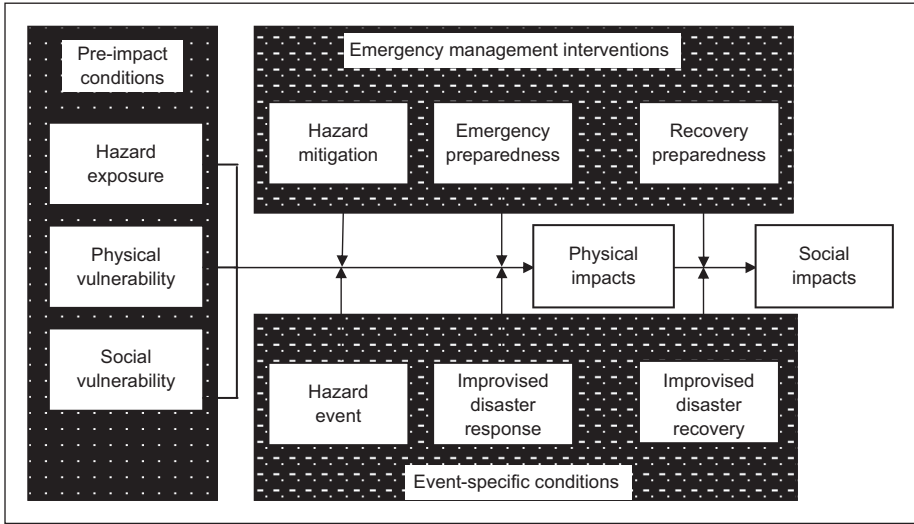 Pre-impact
conditions
Hazard
exposure
Physical
vulnerability
Social
vulnerability
Emergency management interventions
Hazard
mitigation
Emergency
preparedness
Recovery
preparedness
Physical
impacts
Social
impacts
Hazard
event
Improvised
disaster
response
Improvised
disaster
recovery
Event-specific conditions